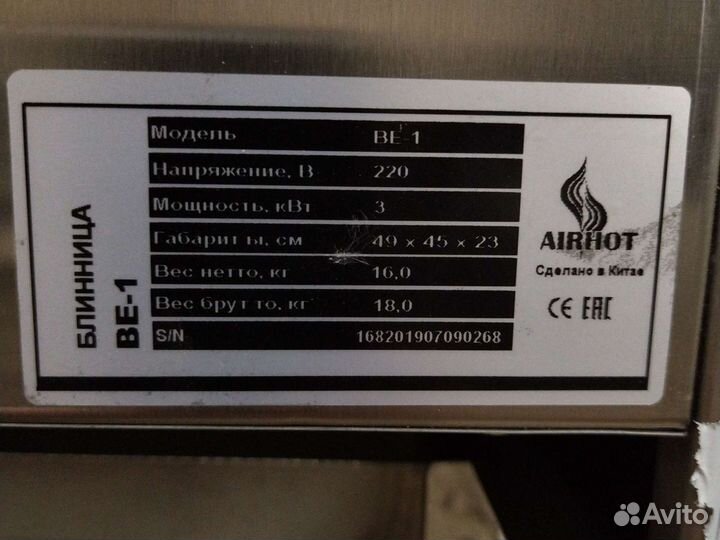 БЛИННИЦА
BE-1
Модель BE-1
Напряжение, В 220
Мощность, кВт 3
Габариты, см 49 x 45 x 23
Вес нетто, кг 16,0
Вес брутто, кг 18,0
S/N 168201907090268
AIRHOT
Сделано в Китае
CE EAC
Avito